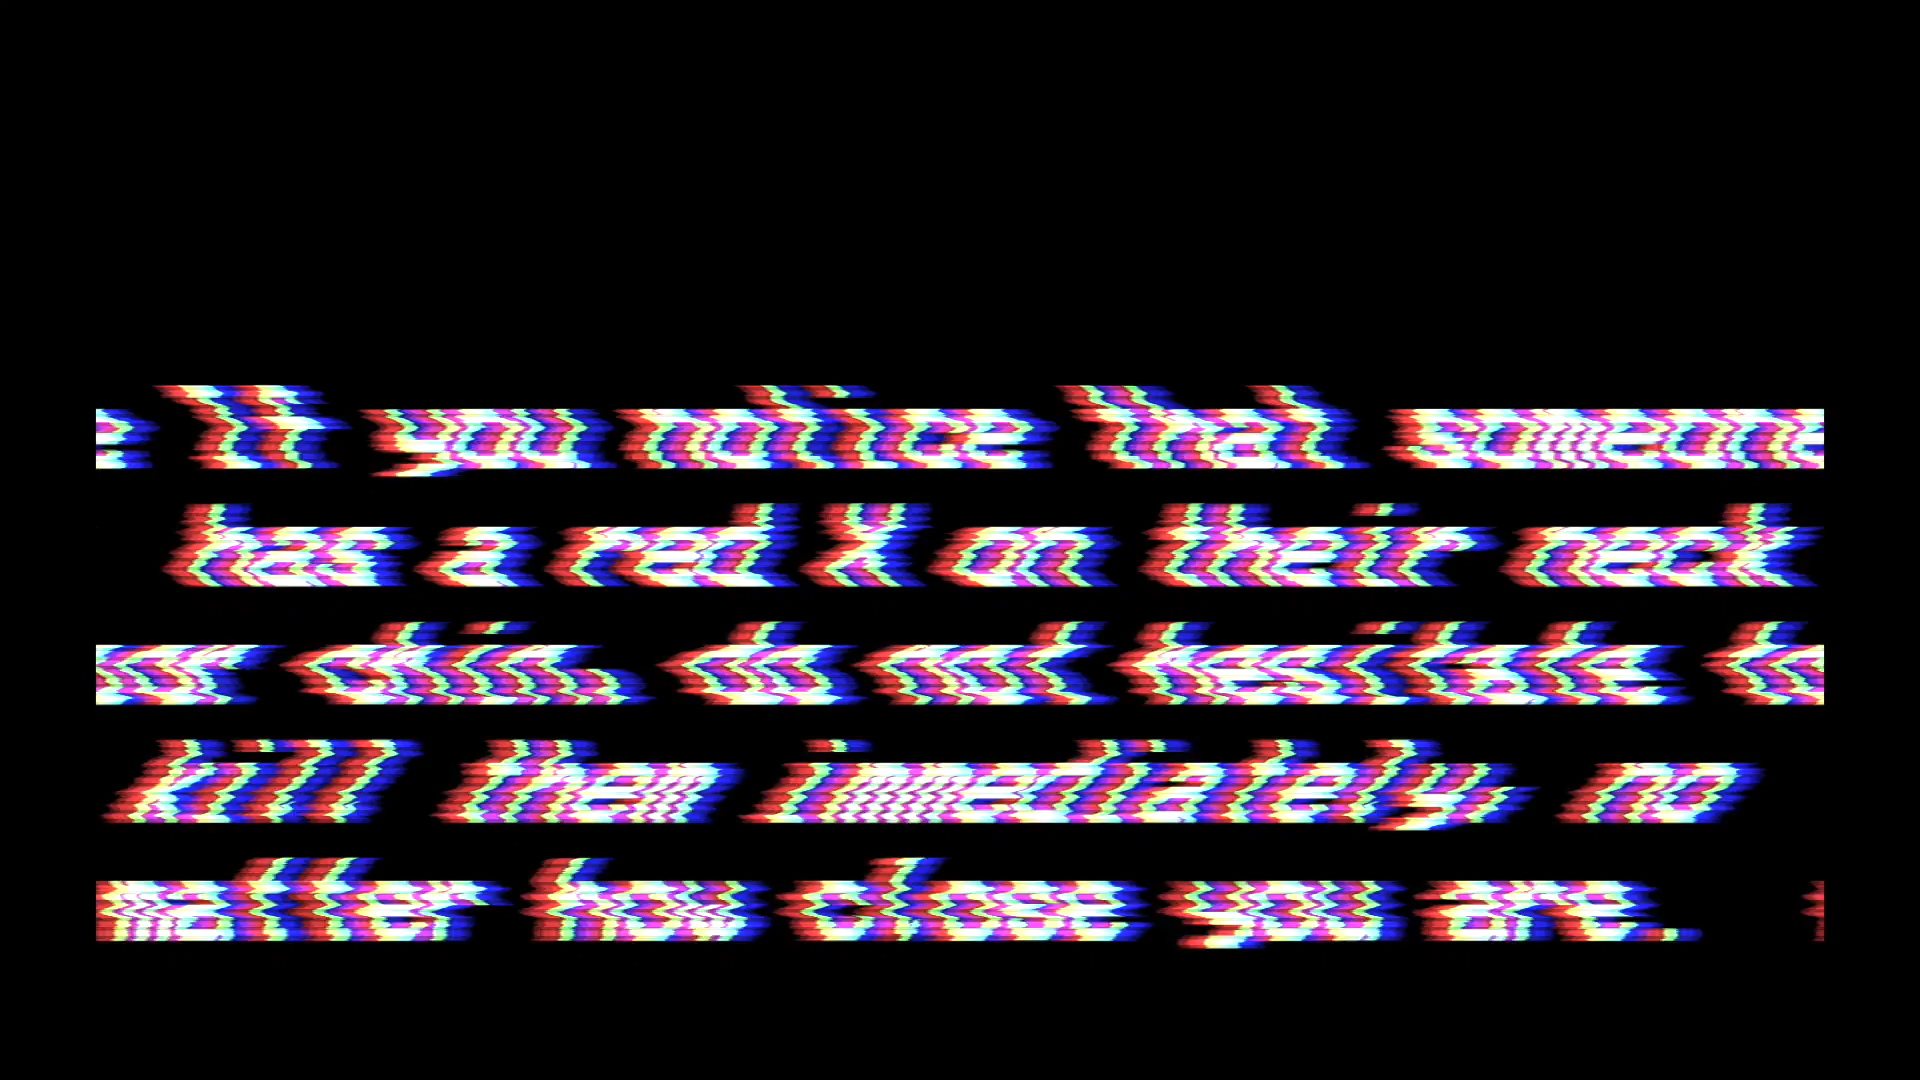 If you notice that someone
has a red X on their neck
or chin, do not hesitate to
kill them immediately no
matter how close you are.